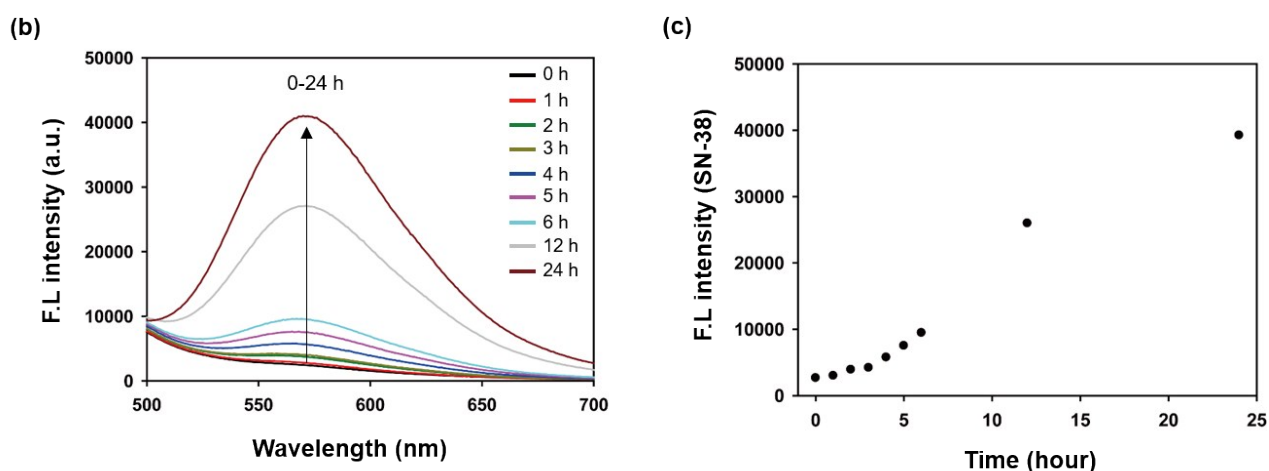 (b)
F.L intensity (a.u.)
50000
40000
30000
20000
10000
0
0-24 h
0 h
1 h
2 h
3 h
4 h
5 h
6 h
12 h
24 h
500 550 600 650 700
Wavelength (nm)
(c)
F.L intensity (SN-38)
50000
40000
30000
20000
10000
0
0 5 10 15 20 25
Time (hour)